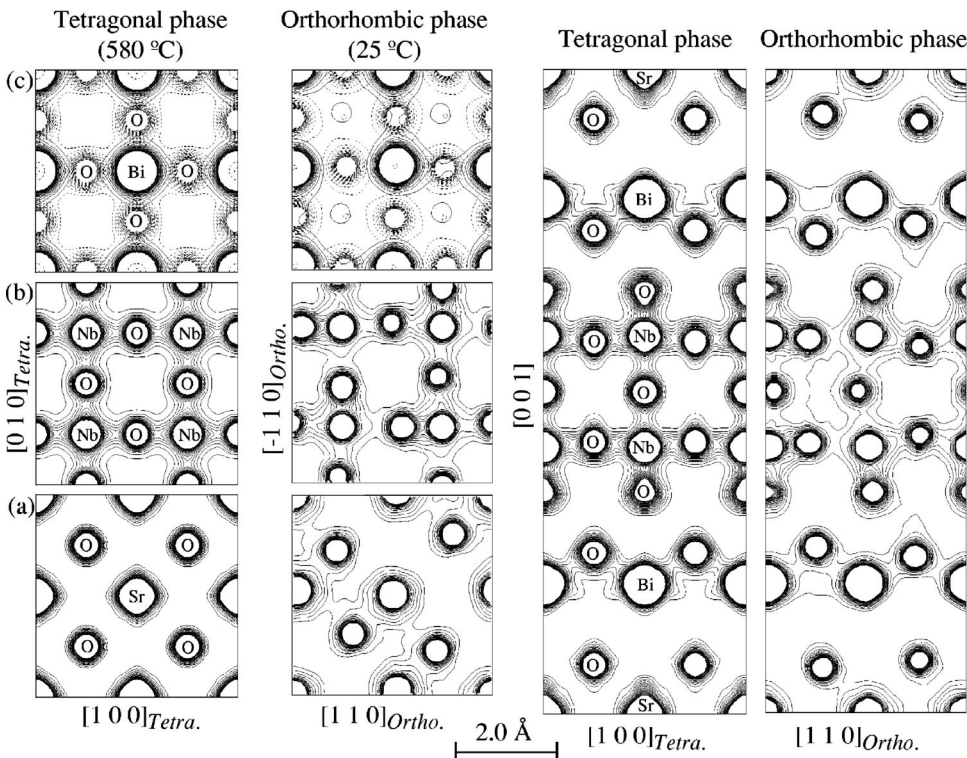 Tetragonal phase
(580 ºC)
Orthorhombic phase
(25 ºC)
Tetragonal phase
Orthorhombic phase
(c)
O
O
Bi
O
O
(b)
[0 1 0]Tetra.
Nb
O
Nb
O
O
Nb
O
Nb
[-1 1 0]Ortho.
(a)
O
O
Sr
O
O
[1 0 0]Tetra.
[1 1 0]Ortho.
[0 0 1]
Sr
O
Bi
O
O
Nb
O
O
O
Nb
O
O
Bi
O
Sr
[1 0 0]Tetra.
[1 1 0]Ortho.
2.0 Å